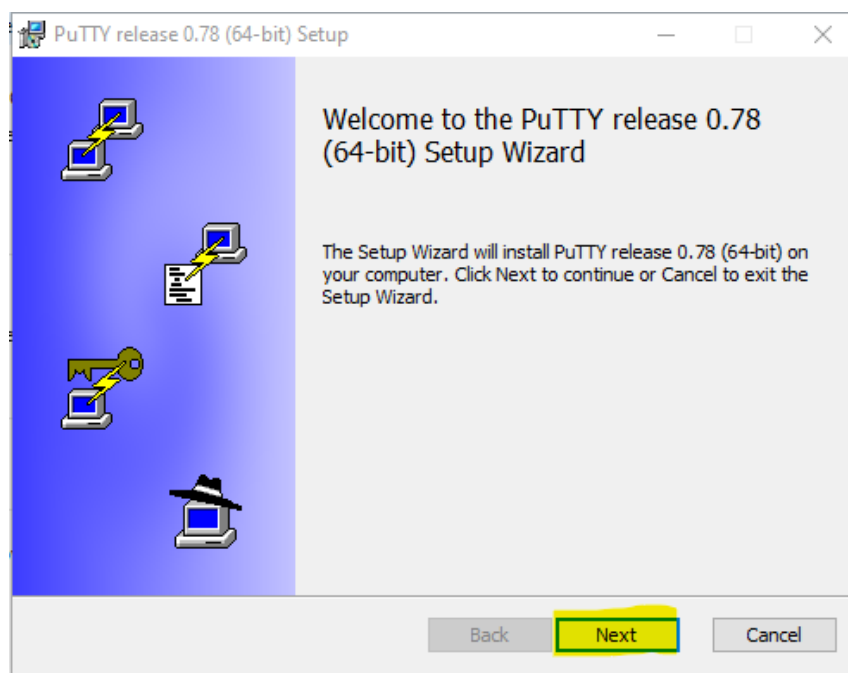 PuTTY release 0.78 (64-bit) Setup
Welcome to the PuTTY release 0.78
(64-bit) Setup Wizard
The Setup Wizard will install PuTTY release 0.78 (64-bit) on
your computer. Click Next to continue or Cancel to exit the
Setup Wizard.
Back Next Cancel